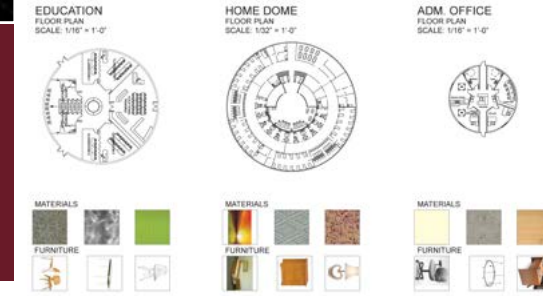 EDUCATION
FLOOR PLAN
SCALE: 1/16" = 1'-0"
HOME DOME
FLOOR PLAN
SCALE: 1/32" = 1'-0"
ADM. OFFICE
FLOOR PLAN
SCALE: 1/16" = 1'-0"
MATERIALS
FURNITURE
MATERIALS
FURNITURE
MATERIALS
FURNITURE